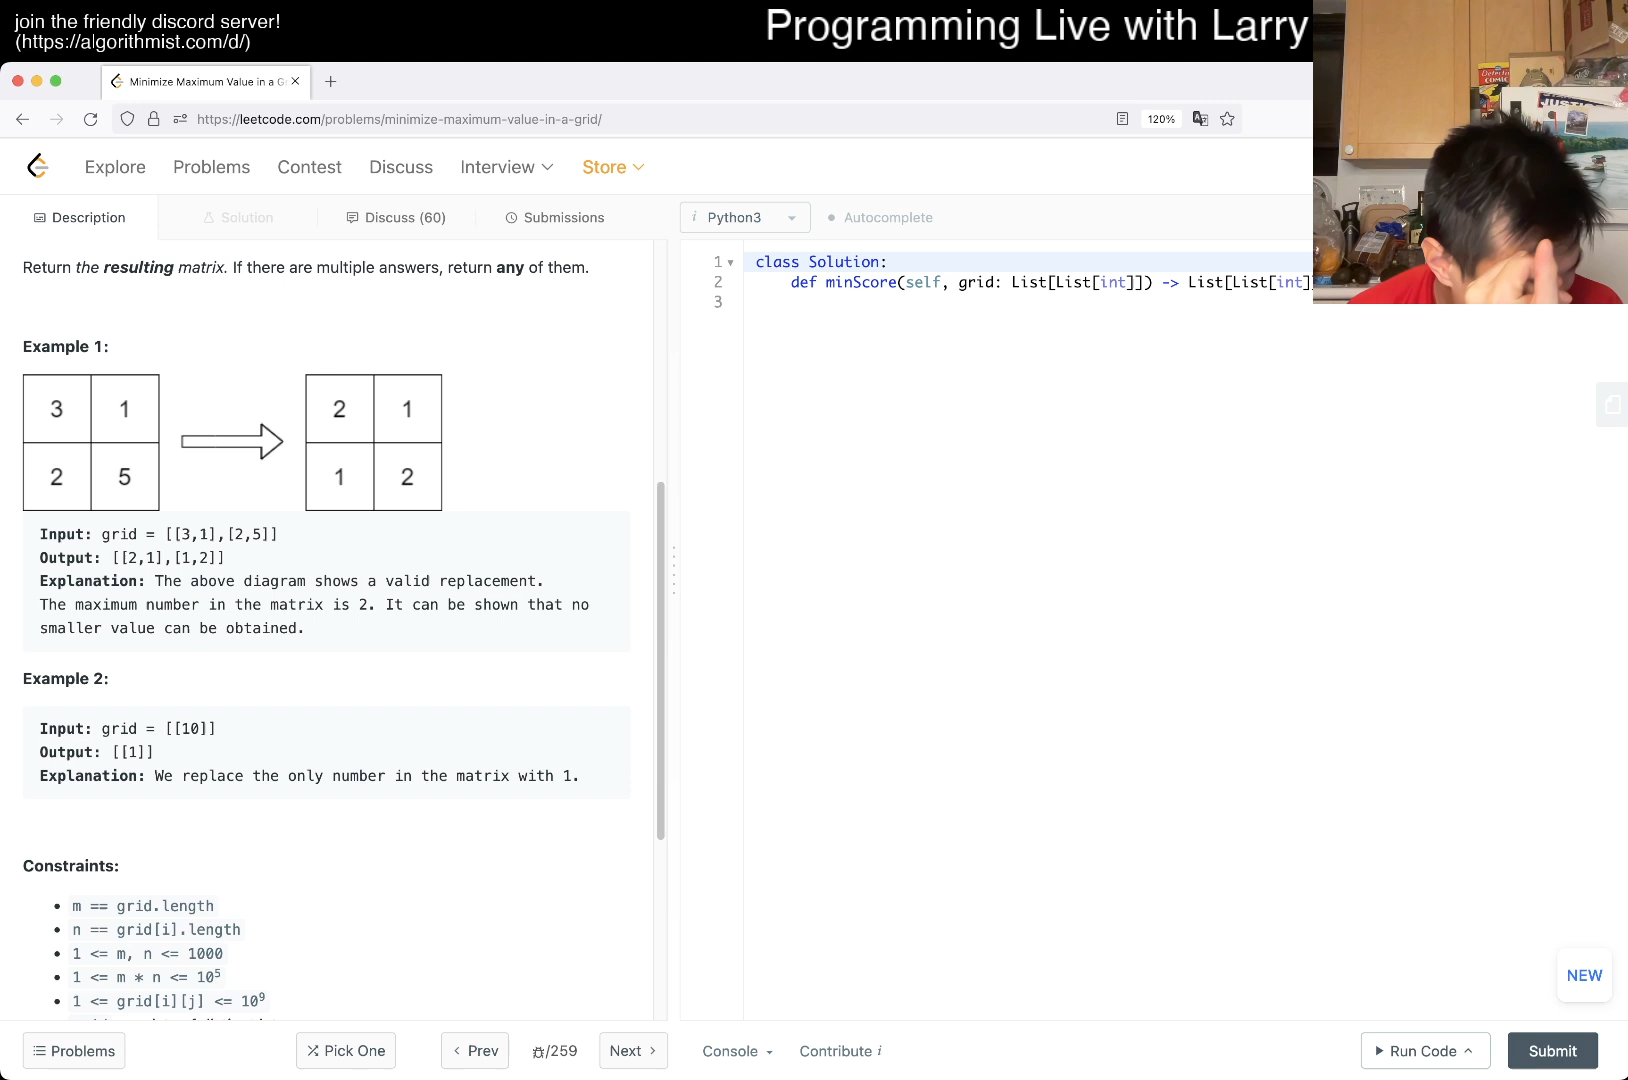 join the friendly discord server!
(https://algorithmist.com/d/)
Programming Live with Larry
Minimize Maximum Value in a G
https://leetcode.com/problems/minimize-maximum-value-in-a-grid/
120%
Explore Problems Contest Discuss Interview Store
Description Solution Discuss (60) Submissions
i Python3 Autocomplete
Return the resulting matrix. If there are multiple answers, return any of them.
1 class Solution:
2 def minScore(self, grid: List[List[int]]) -> List[List[int]
3
Example 1:
3 1 2 1
2 5 1 2
Input: grid = [[3,1],[2,5]]
Output: [[2,1],[1,2]]
Explanation: The above diagram shows a valid replacement.
The maximum number in the matrix is 2. It can be shown that no
smaller value can be obtained.
Example 2:
Input: grid = [[10]]
Output: [[1]]
Explanation: We replace the only number in the matrix with 1.
Constraints:
• m == grid.length
• n == grid[i].length
• 1 <= m, n <= 1000
• 1 <= m * n <= 10⁵
• 1 <= grid[i][j] <= 10⁹
NEW
Problems Pick One Prev /259 Next Console Contribute i Run Code Submit